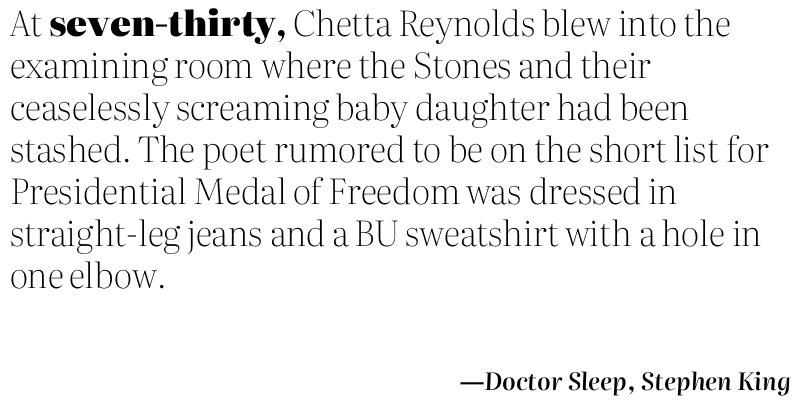 At seven-thirty, Chetta Reynolds blew into the
examining room where the Stones and their
ceaselessly screaming baby daughter had been
stashed. The poet rumored to be on the short list for
Presidential Medal of Freedom was dressed in
straight-leg jeans and a BU sweatshirt with a hole in
one elbow.
—Doctor Sleep, Stephen King